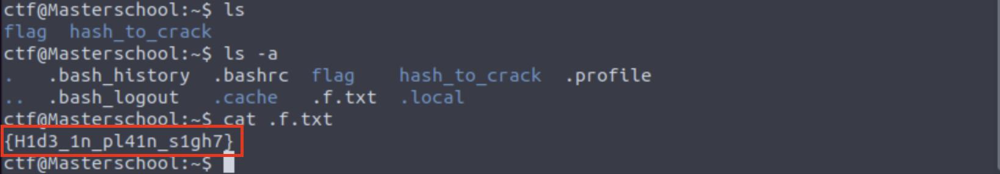 ctf@Masterschool:~$ ls
flag  hash_to_crack
ctf@Masterschool:~$ ls -a
.   .bash_history  .bashrc  flag    hash_to_crack  .profile
..  .bash_logout   .cache   .f.txt  .local
ctf@Masterschool:~$ cat .f.txt
{H1d3_1n_pl41n_s1gh7}
ctf@Masterschool:~$